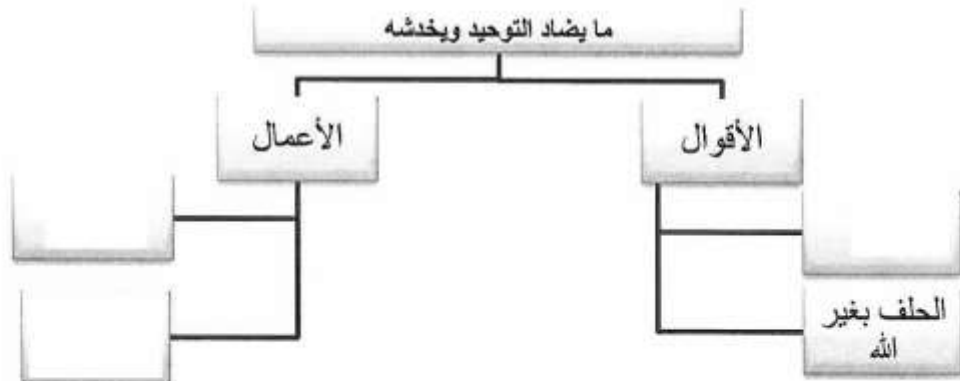 ما يضاد التوحيد ويخدشه
الأقوال
الأعمال
الحلف بغير
الله